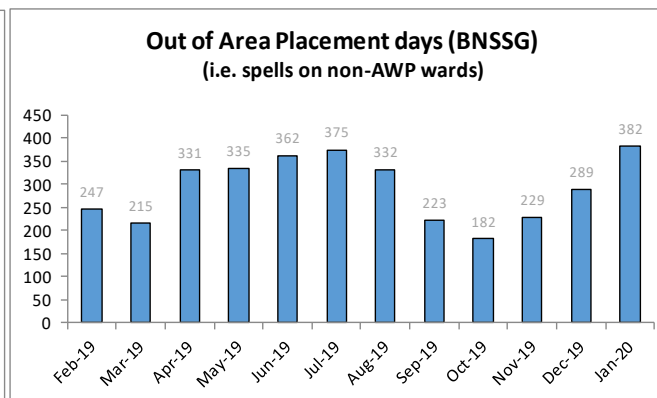 Out of Area Placement days (BNSSG)
(i.e. spells on non-AWP wards)
450
400
350
300
250
200
150
100
50
0
247
215
331
335
362
375
332
223
182
229
289
382
Feb-19
Mar-19
Apr-19
May-19
Jun-19
Jul-19
Aug-19
Sep-19
Oct-19
Nov-19
Dec-19
Jan-20